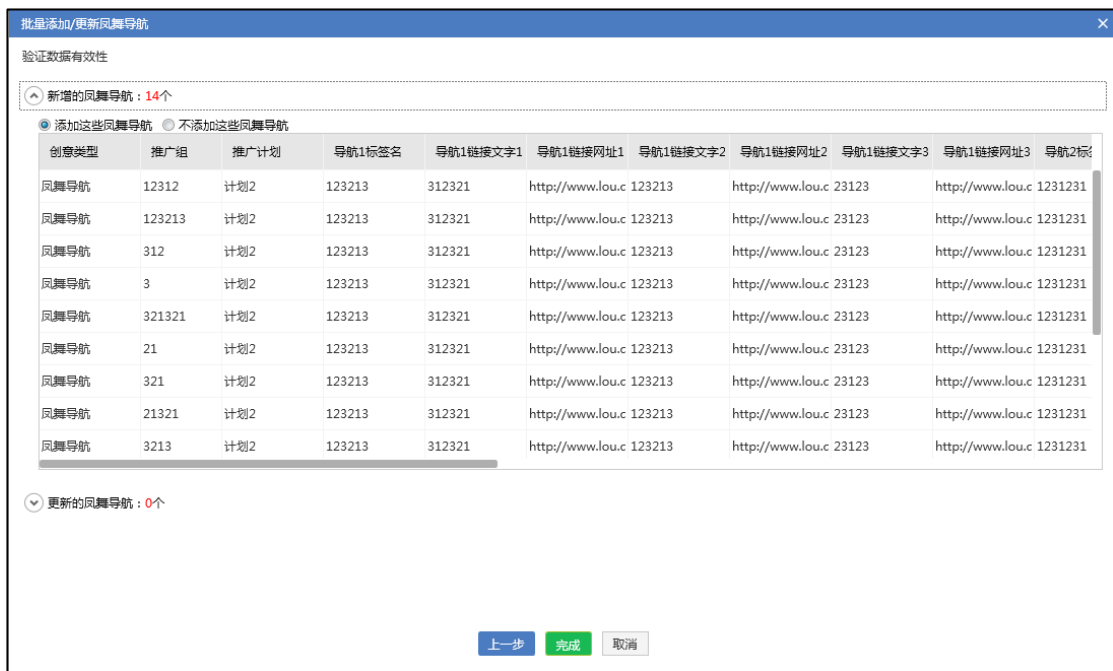 批量添加/更新凤舞导航
验证数据有效性
新增的凤舞导航：14个
添加这些凤舞导航 不添加这些凤舞导航
创意类型 推广组 推广计划 导航1标签名 导航1链接文字1 导航1链接网址1 导航1链接文字2 导航1链接网址2 导航1链接文字3 导航1链接网址3 导航2标
凤舞导航 12312 计划2 123213 312321 http://www.lou.c 123213 http://www.lou.c 23123 http://www.lou.c 1231231
凤舞导航 123213 计划2 123213 312321 http://www.lou.c 123213 http://www.lou.c 23123 http://www.lou.c 1231231
凤舞导航 312 计划2 123213 312321 http://www.lou.c 123213 http://www.lou.c 23123 http://www.lou.c 1231231
凤舞导航 3 计划2 123213 312321 http://www.lou.c 123213 http://www.lou.c 23123 http://www.lou.c 1231231
凤舞导航 321321 计划2 123213 312321 http://www.lou.c 123213 http://www.lou.c 23123 http://www.lou.c 1231231
凤舞导航 21 计划2 123213 312321 http://www.lou.c 123213 http://www.lou.c 23123 http://www.lou.c 1231231
凤舞导航 321 计划2 123213 312321 http://www.lou.c 123213 http://www.lou.c 23123 http://www.lou.c 1231231
凤舞导航 21321 计划2 123213 312321 http://www.lou.c 123213 http://www.lou.c 23123 http://www.lou.c 1231231
凤舞导航 3213 计划2 123213 312321 http://www.lou.c 123213 http://www.lou.c 23123 http://www.lou.c 1231231
更新的凤舞导航：0个
上一步 完成 取消